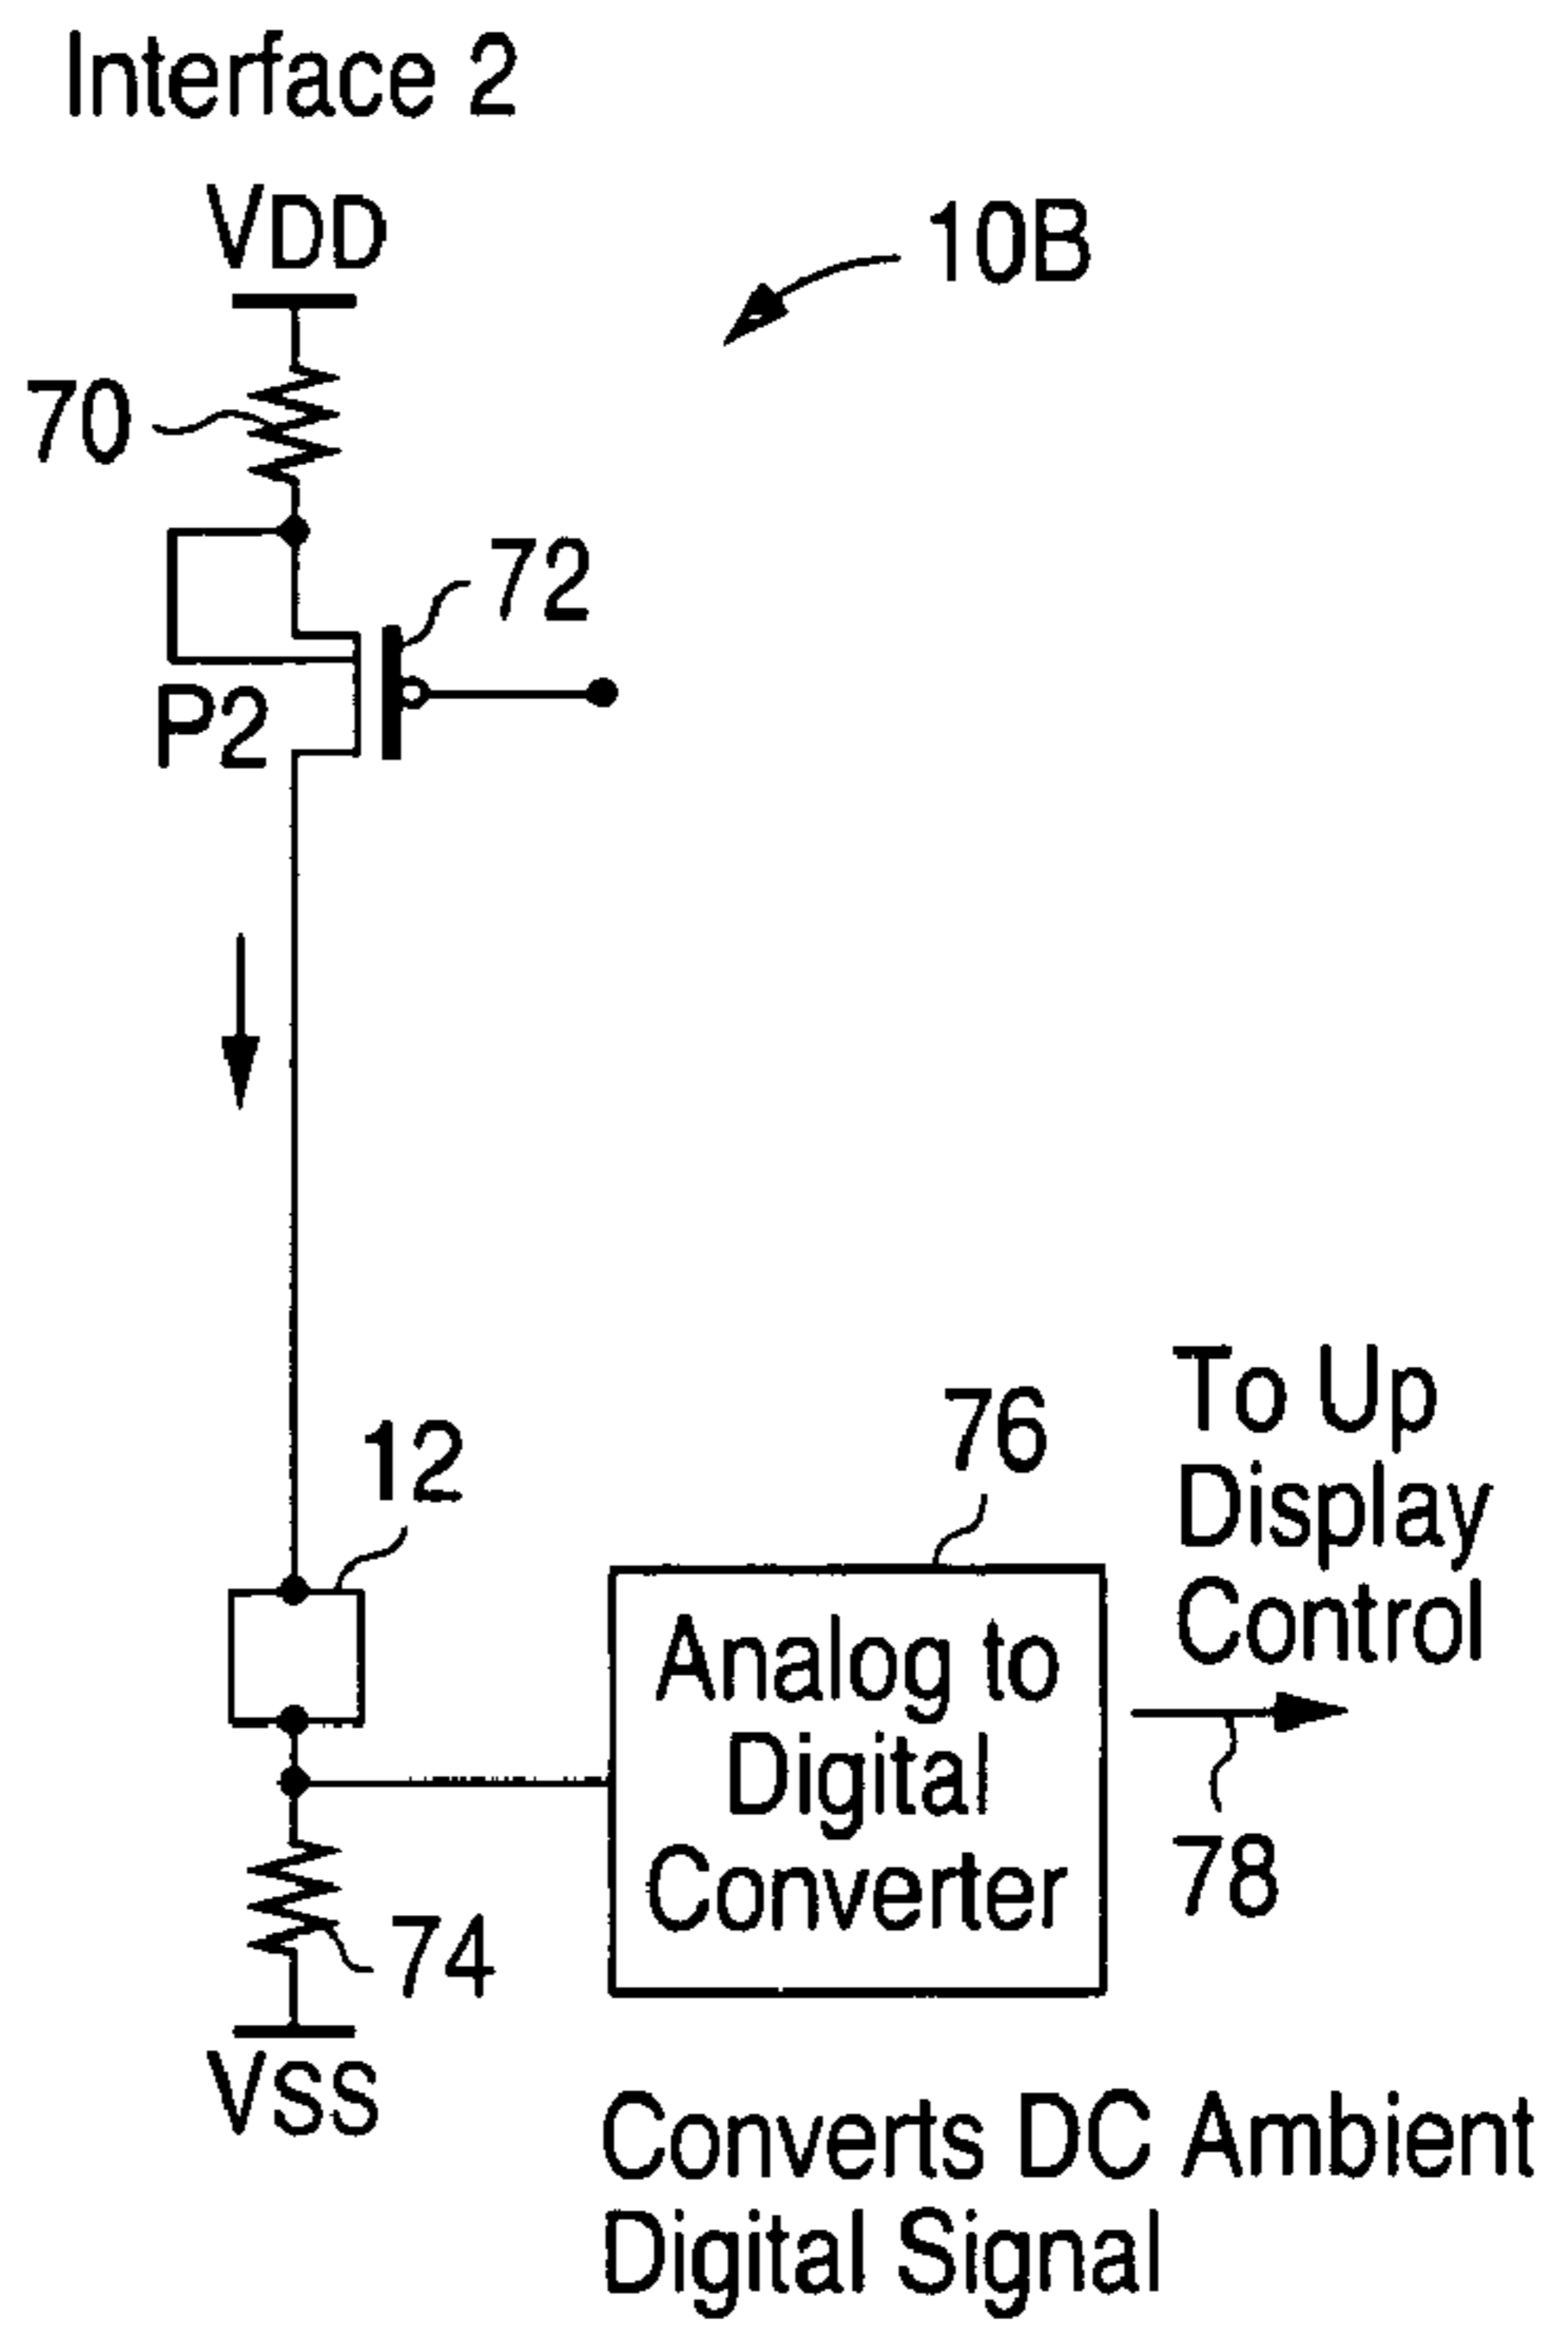 Interface 2
VDD
10B
70
72
P2
12
76
To Up
Display
Control
Analog to
Digital
Converter
78
74
VSS
Converts DC Ambient
Digital Signal